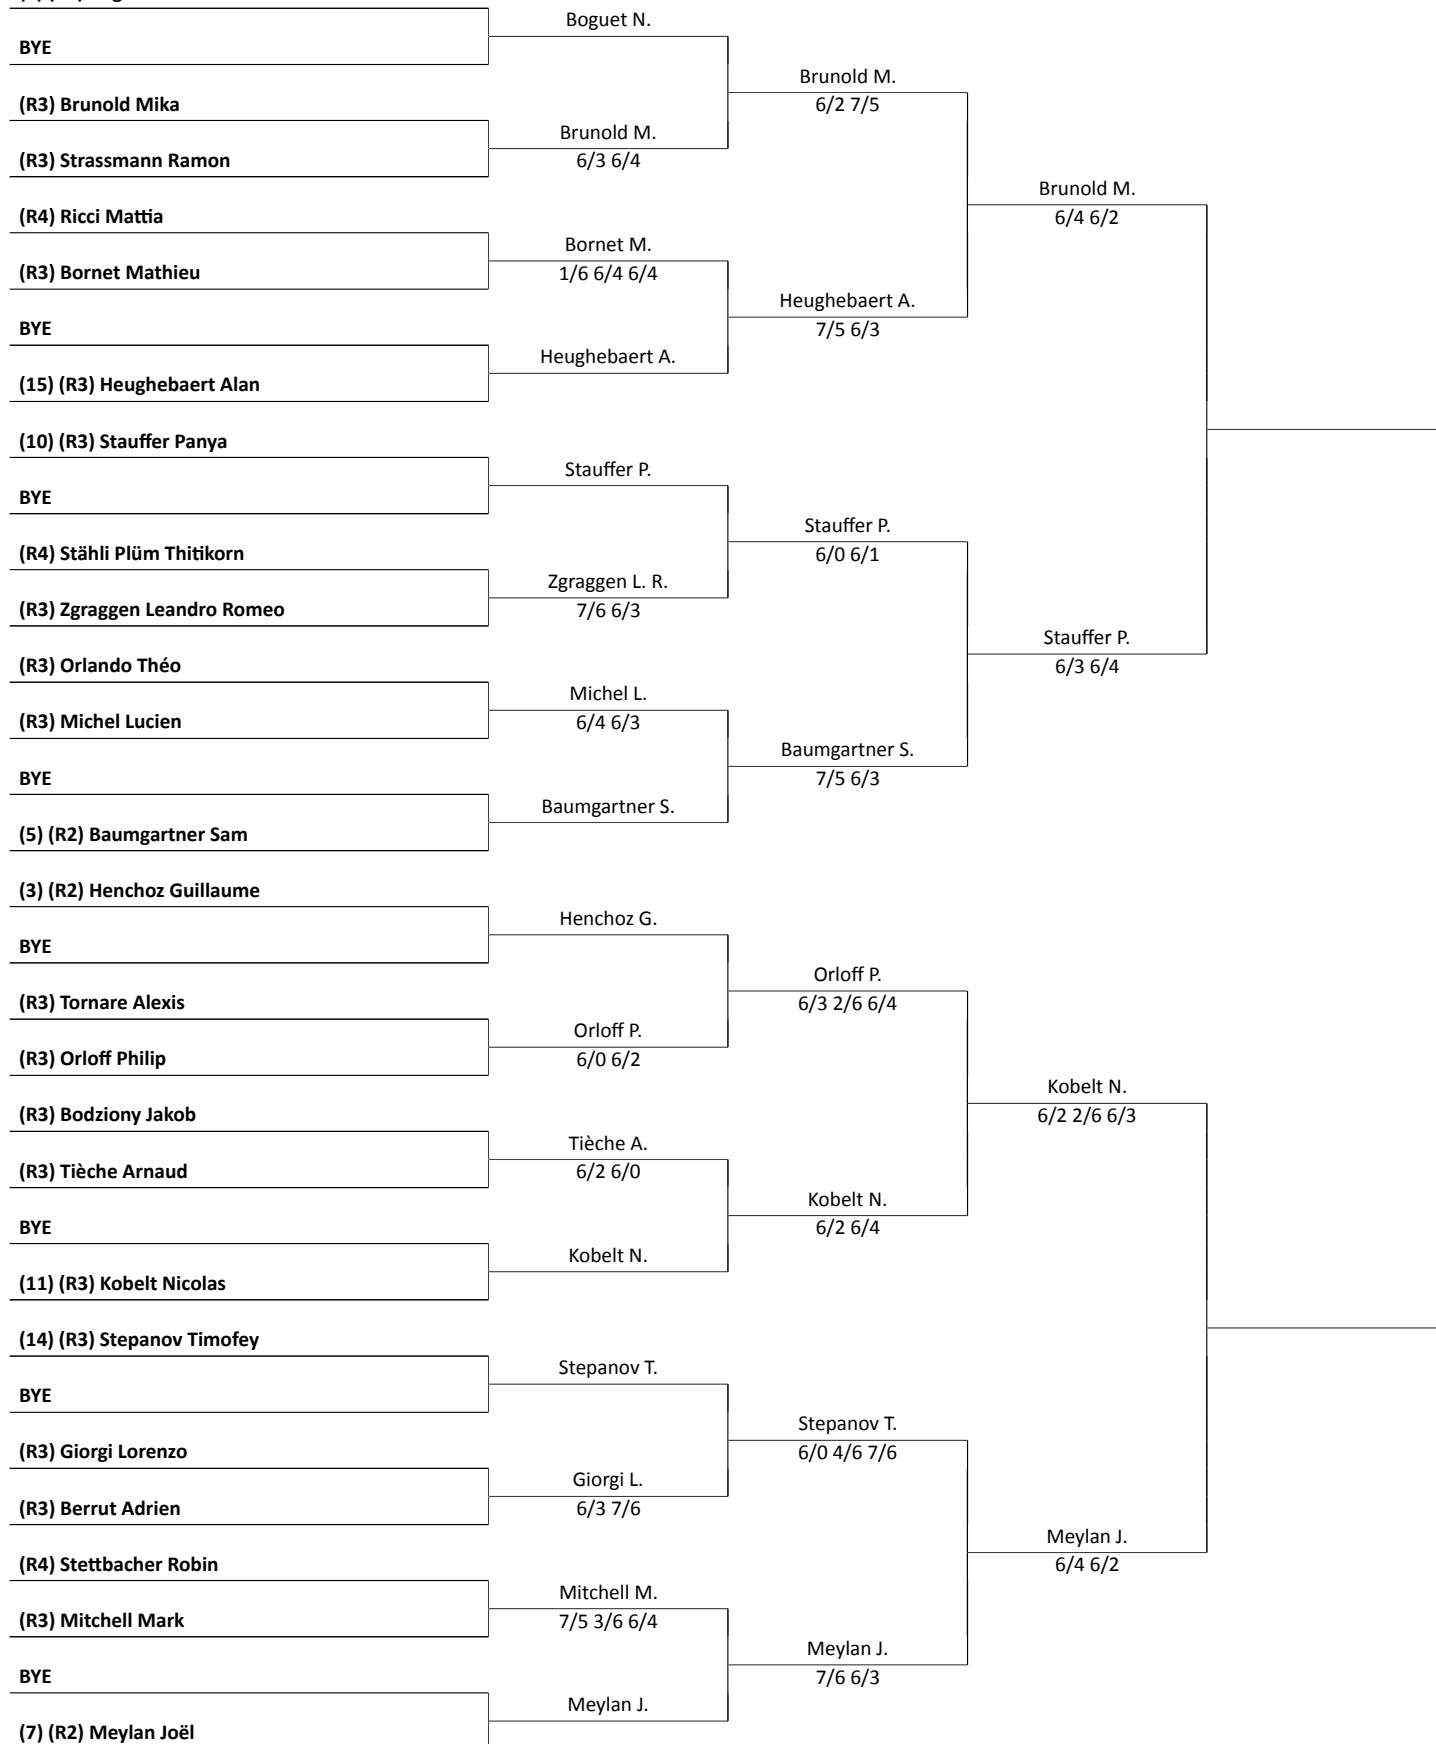 BYE
(R3) Brunold Mika
(R3) Strassmann Ramon
(R4) Ricci Mattia
(R3) Bornet Mathieu
BYE
(15) (R3) Heughebaert Alan
(10) (R3) Stauffer Panya
BYE
(R4) Stähli Plüm Thitikorn
(R3) Zgraggen Leandro Romeo
(R3) Orlando Théo
(R3) Michel Lucien
BYE
(5) (R2) Baumgartner Sam
(3) (R2) Henchoz Guillaume
BYE
(R3) Tornare Alexis
(R3) Orloff Philip
(R3) Bodziony Jakob
(R3) Tièche Arnaud
BYE
(11) (R3) Kobelt Nicolas
(14) (R3) Stepanov Timofey
BYE
(R3) Giorgi Lorenzo
(R3) Berrut Adrien
(R4) Stettbacher Robin
(R3) Mitchell Mark
BYE
(7) (R2) Meylan Joël
Boguet N.
Brunold M.
6/3 6/4
Bornet M.
1/6 6/4 6/4
Heughebaert A.
Stauffer P.
Zgraggen L. R.
7/6 6/3
Michel L.
6/4 6/3
Baumgartner S.
Henchoz G.
Orloff P.
6/0 6/2
Tièche A.
6/2 6/0
Kobelt N.
Stepanov T.
Giorgi L.
6/3 7/6
Mitchell M.
7/5 3/6 6/4
Meylan J.
Brunold M.
6/2 7/5
Heughebaert A.
7/5 6/3
Stauffer P.
6/0 6/1
Baumgartner S.
7/5 6/3
Orloff P.
6/3 2/6 6/4
Kobelt N.
6/2 6/4
Stepanov T.
6/0 4/6 7/6
Meylan J.
7/6 6/3
Brunold M.
6/4 6/2
Stauffer P.
6/3 6/4
Kobelt N.
6/2 2/6 6/3
Meylan J.
6/4 6/2